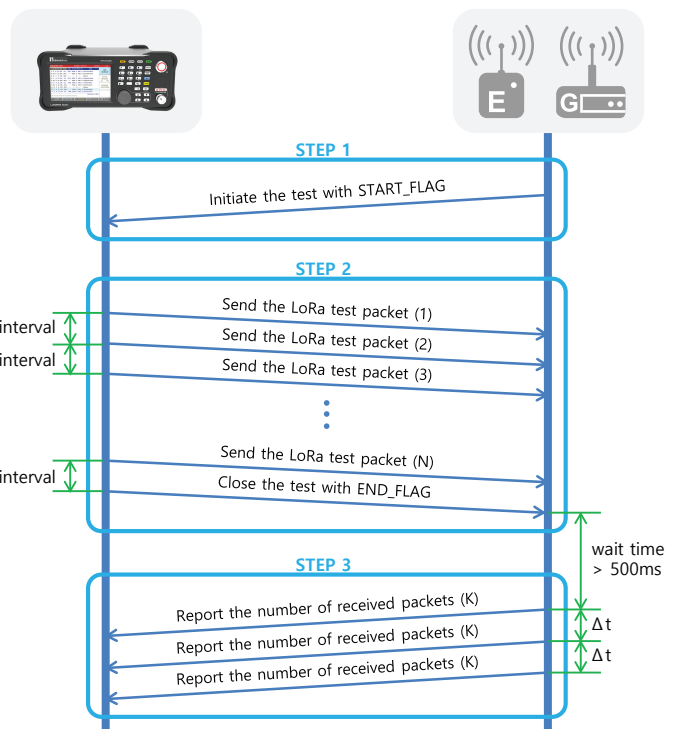 E
G
STEP 1
Initiate the test with START_FLAG
STEP 2
Send the LoRa test packet (1)
interval
Send the LoRa test packet (2)
interval
Send the LoRa test packet (3)
Send the LoRa test packet (N)
interval
Close the test with END_FLAG
wait time
> 500ms
STEP 3
Report the number of received packets (K)
Δt
Report the number of received packets (K)
Δt
Report the number of received packets (K)